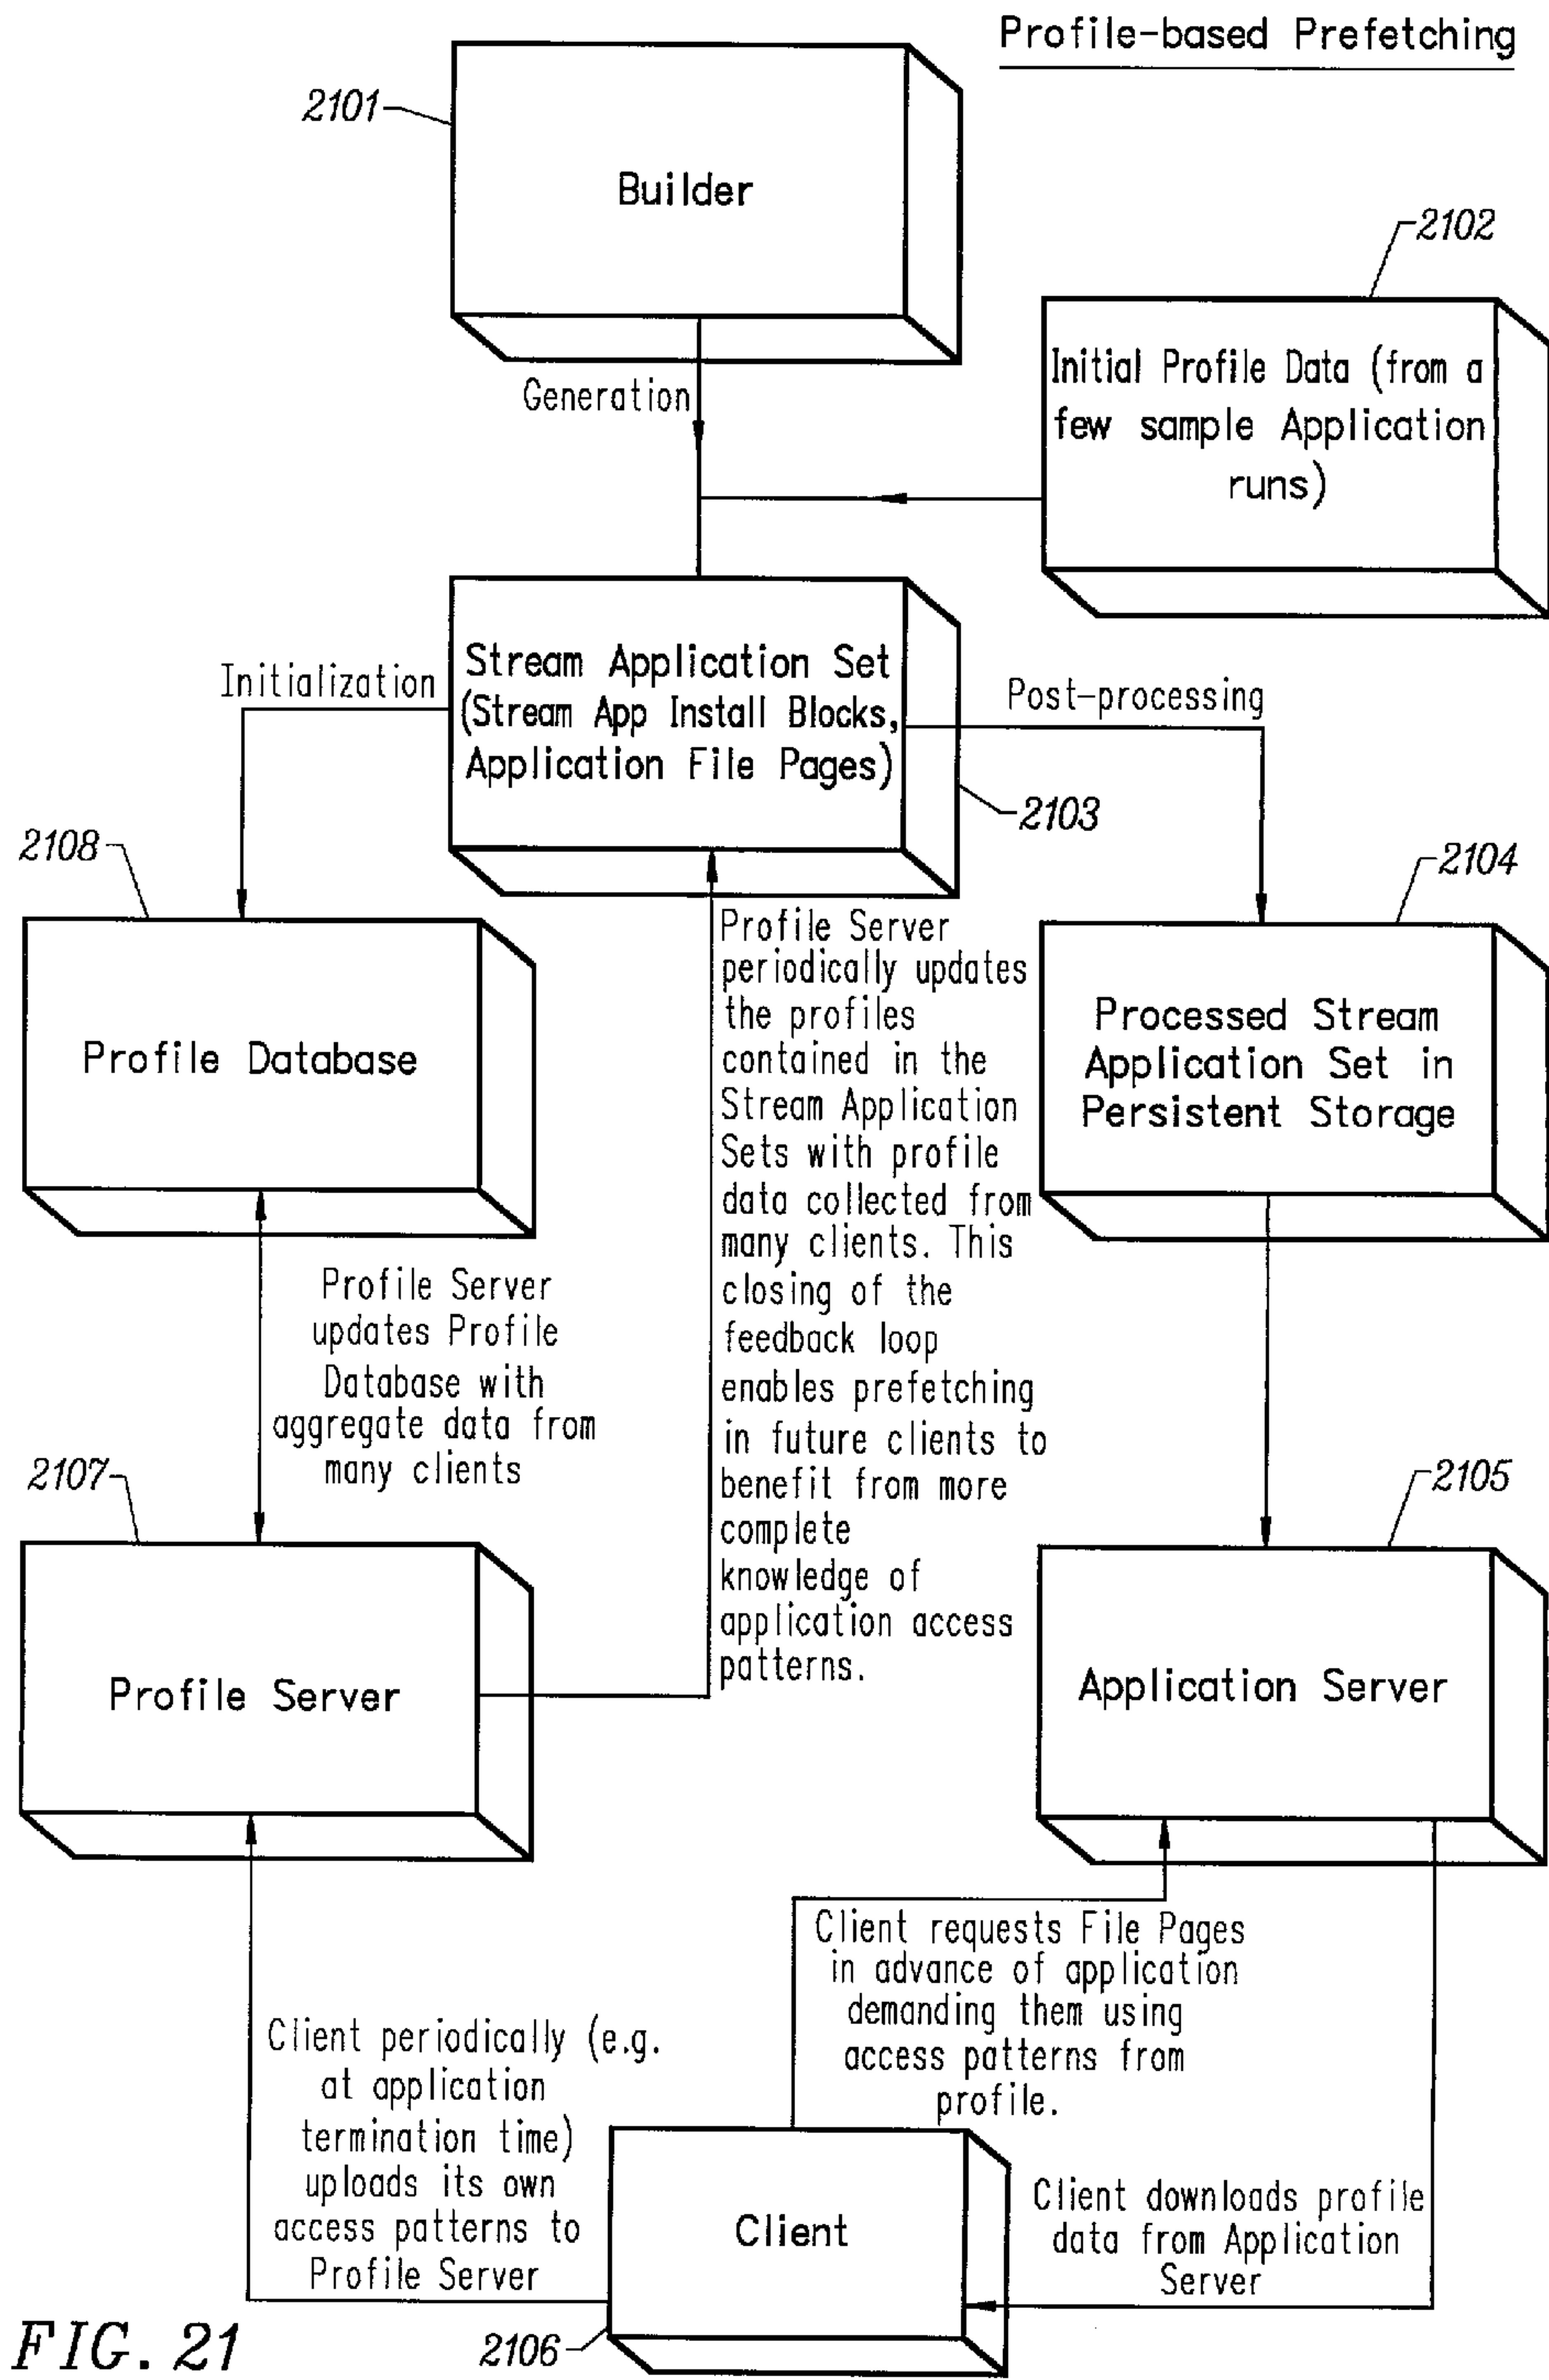 Profile-based Prefetching
2101
Builder
2102
Initial Profile Data (from a
few sample Application
runs)
Generation
Stream Application Set
(Stream App Install Blocks,
Application File Pages)
Initialization
Post-processing
2103
2108
2104
Profile Database
Profile Server
periodically updates
the profiles
contained in the
Stream Application
Sets with profile
data collected from
many clients. This
closing of the
feedback loop
enables prefetching
in future clients to
benefit from more
complete
knowledge of
application access
patterns.
Processed Stream
Application Set in
Persistent Storage
Profile Server
updates Profile
Database with
aggregate data from
many clients
2107
2105
Profile Server
Application Server
Client requests File Pages
in advance of application
demanding them using
access patterns from
profile.
Client periodically (e.g.
at application
termination time)
uploads its own
access patterns to
Profile Server
Client
Client downloads profile
data from Application
Server
2106
FIG. 21